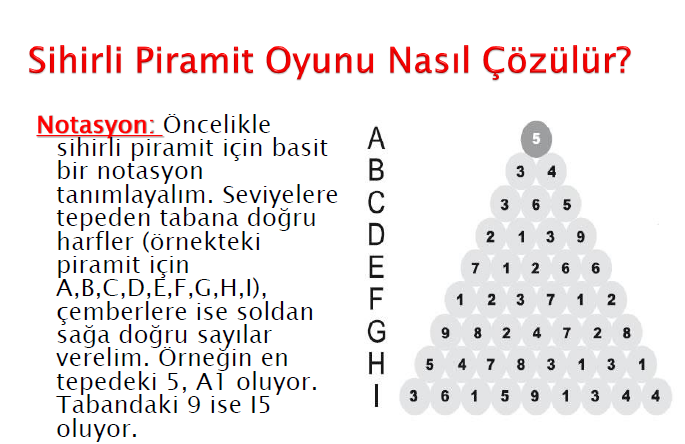 Sihirli Piramit Oyunu Nasıl Çözülür?
Notasyon: Öncelikle
sihirli piramit için basit
bir notasyon
tanımlayalım. Seviyelere
tepeden tabana doğru
harfler (örnekteki
piramit için
A,B,C,D,E,F,G,H,I),
çemberlere ise soldan
sağa doğru sayılar
verelim. Örneğin en
tepedeki 5, A1 oluyor.
Tabandaki 9 ise I5
oluyor.
A 5
B 3 4
C 3 6 5
D 2 1 3 9
E 7 1 2 6 6
F 1 2 3 7 1 2
G 9 8 2 4 7 2 8
H 5 4 7 8 3 1 3 1
I 3 6 1 5 9 1 3 4 4